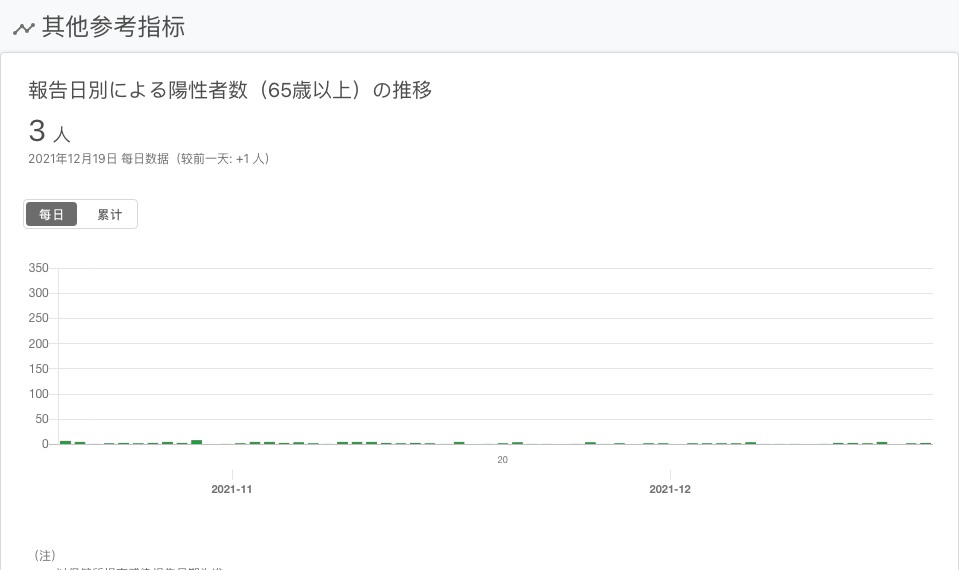 其他参考指标
報告日別による陽性者数（65歳以上）の推移
3 人
2021年12月19日 每日数据（较前一天: +1 人）
每日 累计
350
300
250
200
150
100
50
0
20
2021-11 2021-12
（注）